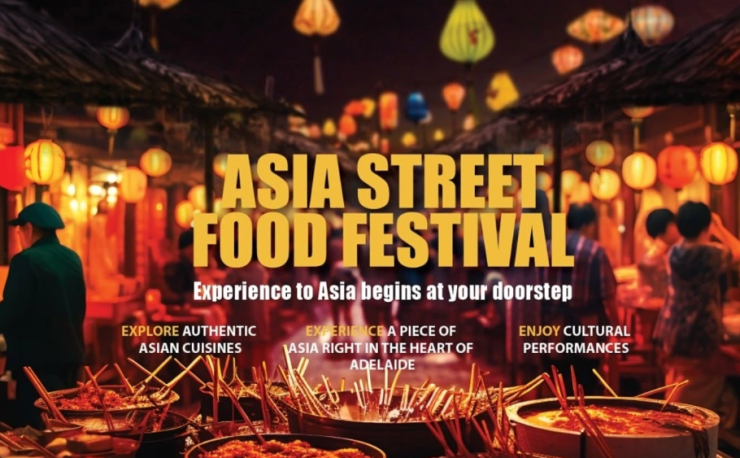 ASIA STREET
FOOD FESTIVAL
Experience to Asia begins at your doorstep
EXPLORE AUTHENTIC
ASIAN CUISINES
EXPERIENCE A PIECE OF
ASIA RIGHT IN THE HEART OF
ADELAIDE
ENJOY CULTURAL
PERFORMANCES